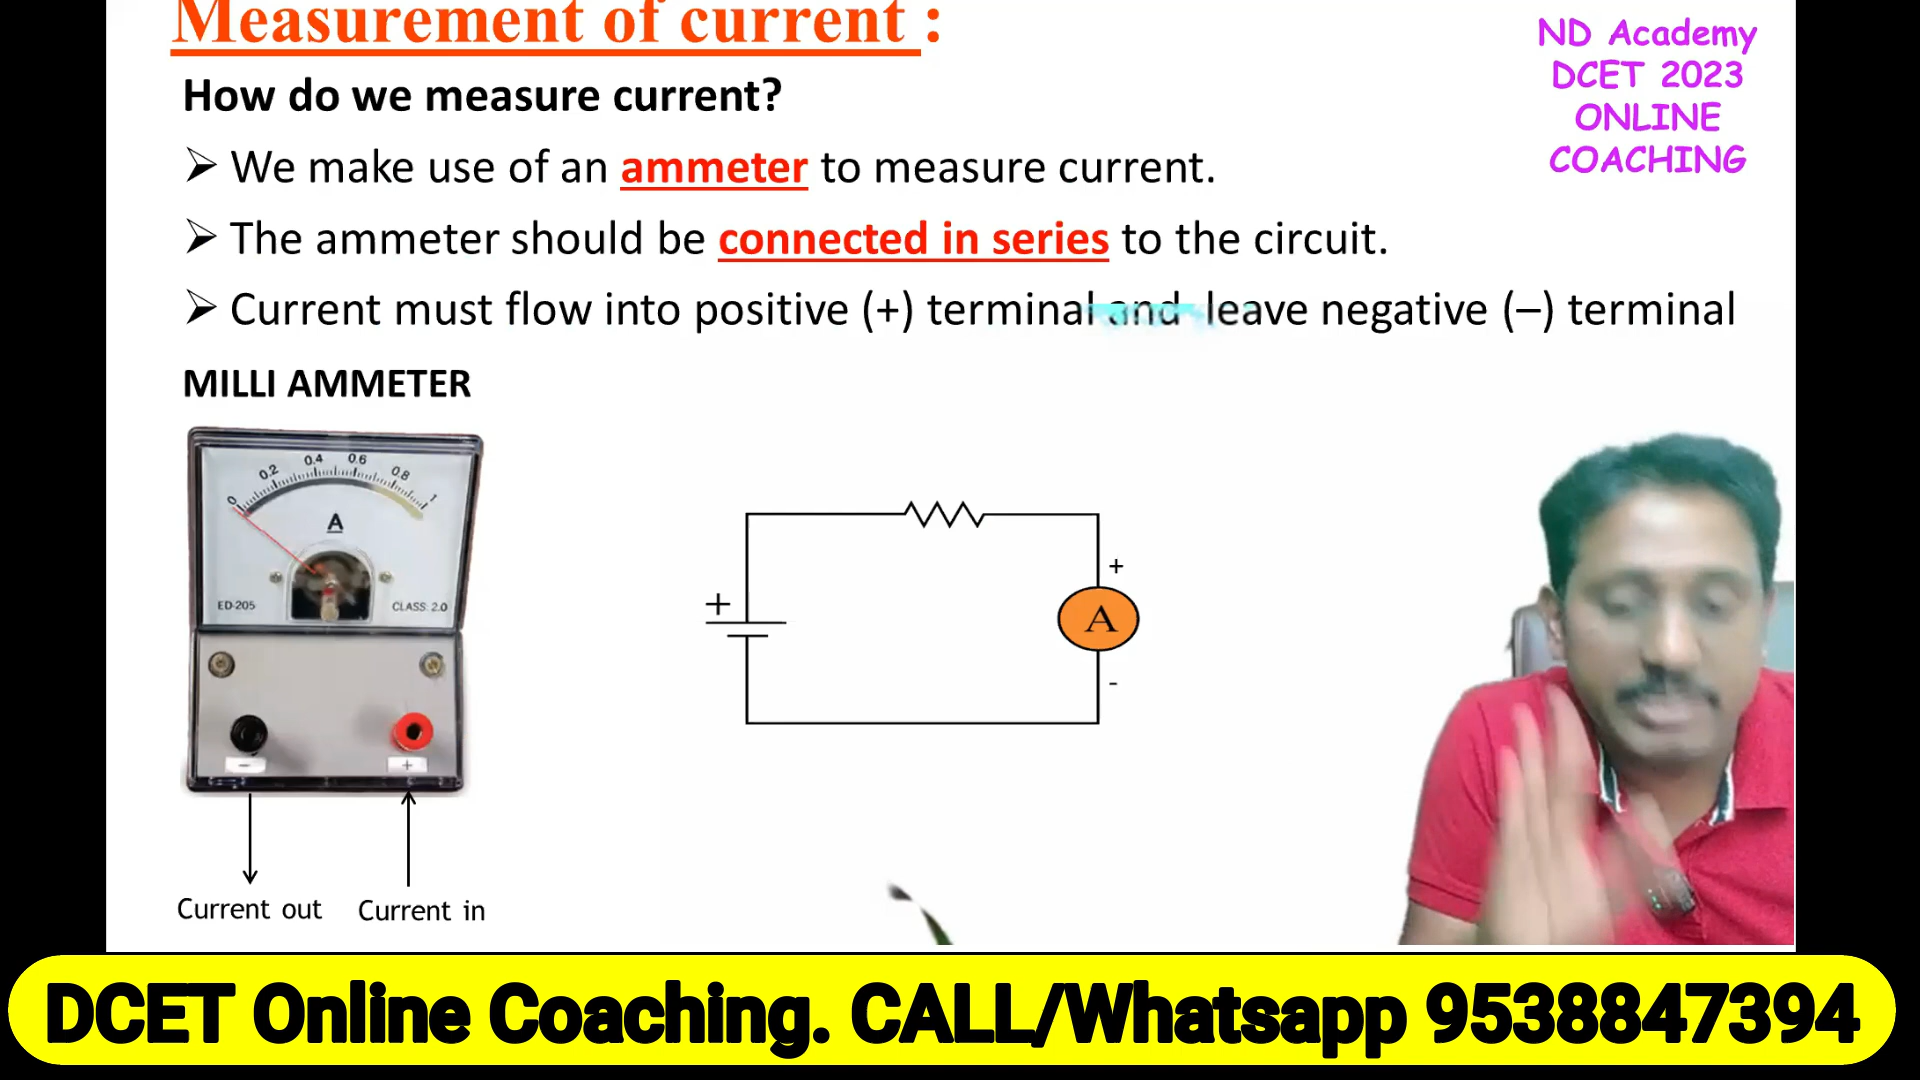 Measurement of current :
ND Academy
DCET 2023
ONLINE
COACHING
How do we measure current?
➢ We make use of an ammeter to measure current.
➢ The ammeter should be connected in series to the circuit.
➢ Current must flow into positive (+) terminal and leave negative (–) terminal
MILLI AMMETER
0 0.2 0.4 0.6 0.8 1
A
ED-205 CLASS 2.0
– +
Current out Current in
+
+
A
-
DCET Online Coaching. CALL/Whatsapp 9538847394